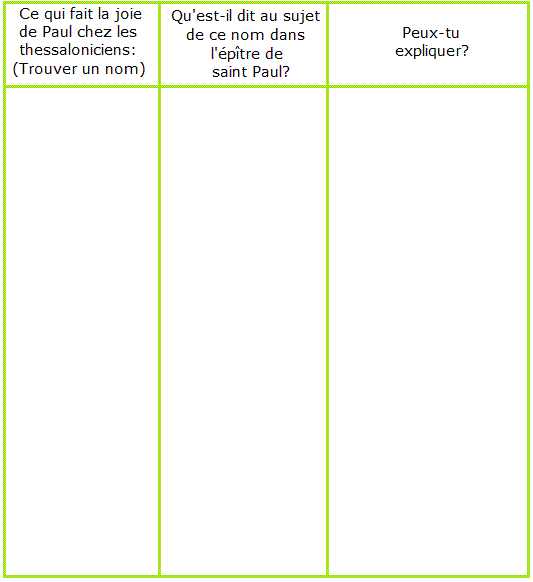 Ce qui fait la joie
de Paul chez les
thessaloniciens:
(Trouver un nom)
Qu'est-il dit au sujet
de ce nom dans
l'épître de
saint Paul?
Peux-tu
expliquer?